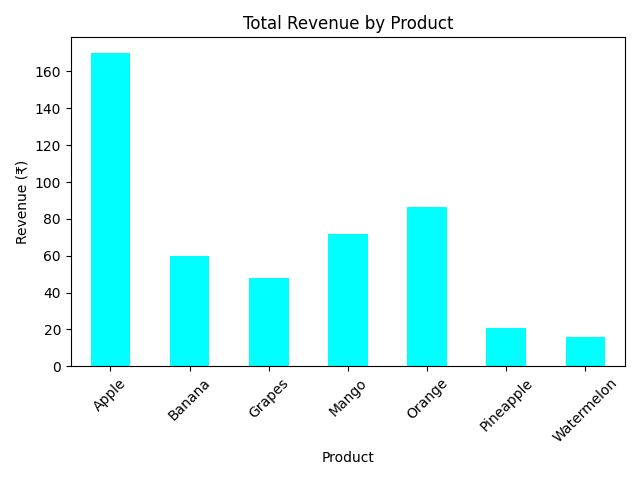 Total Revenue by Product
Revenue (₹)
160
140
120
100
80
60
40
20
0
Apple
Banana
Grapes
Mango
Orange
Pineapple
Watermelon
Product